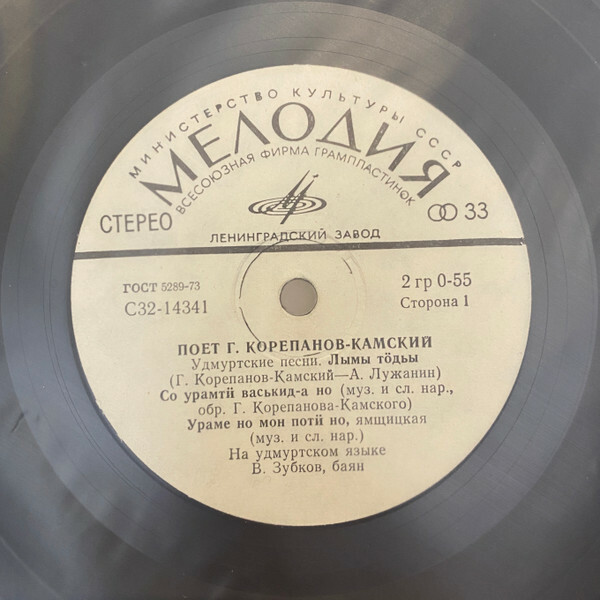 МИНИСТЕРСТВО КУЛЬТУРЫ СССР
МЕЛОДИЯ
ВСЕСОЮЗНАЯ ФИРМА ГРАМПЛАСТИНОК
СТЕРЕО
33
ЛЕНИНГРАДСКИЙ ЗАВОД
ГОСТ 5289-73
2 гр 0-55
С32-14341
Сторона 1
ПОЕТ Г. КОРЕПАНОВ-КАМСКИЙ
Удмуртские песни. Лымы тӧдьы
(Г. Корепанов-Камский—А. Лужанин)
Со урамтӥ васькид-а но (муз. и сл. нар.,
обр. Г. Корепанова-Камского)
Ураме но мон потӥ но, ямщицкая
(муз. и сл. нар.)
На удмуртском языке
В. Зубков, баян